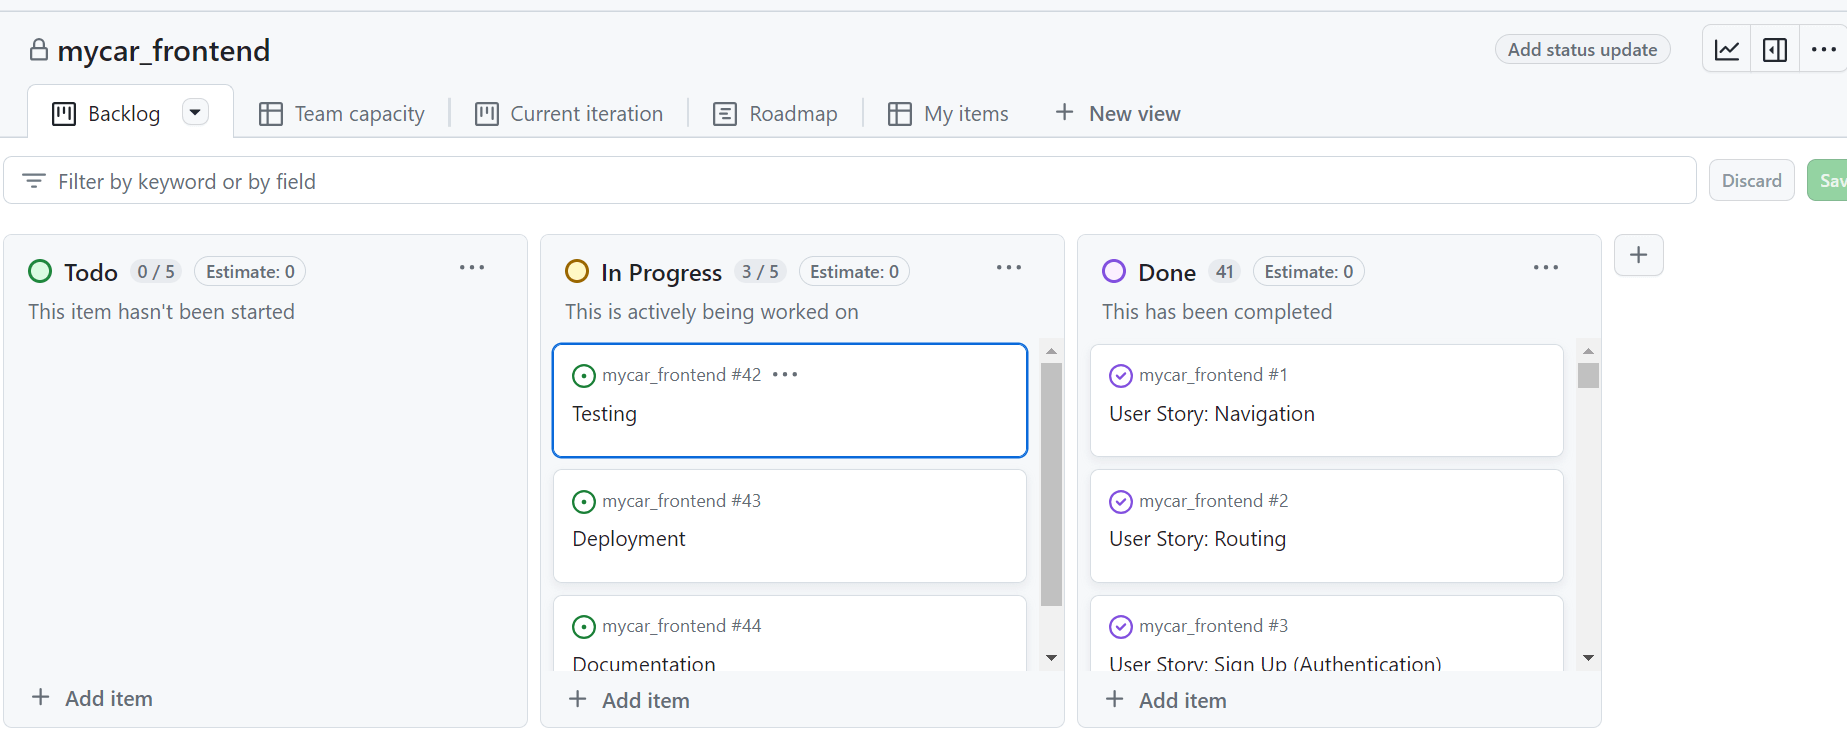 mycar_frontend
Add status update
Backlog
Team capacity
Current iteration
Roadmap
My items
New view
Filter by keyword or by field
Discard
Sav
Todo 0 / 5 Estimate: 0
This item hasn't been started
Add item
In Progress 3 / 5 Estimate: 0
This is actively being worked on
mycar_frontend #42
Testing
mycar_frontend #43
Deployment
mycar_frontend #44
Documentation
Add item
Done 41 Estimate: 0
This has been completed
mycar_frontend #1
User Story: Navigation
mycar_frontend #2
User Story: Routing
mycar_frontend #3
User Story: Sign Up (Authentication)
Add item